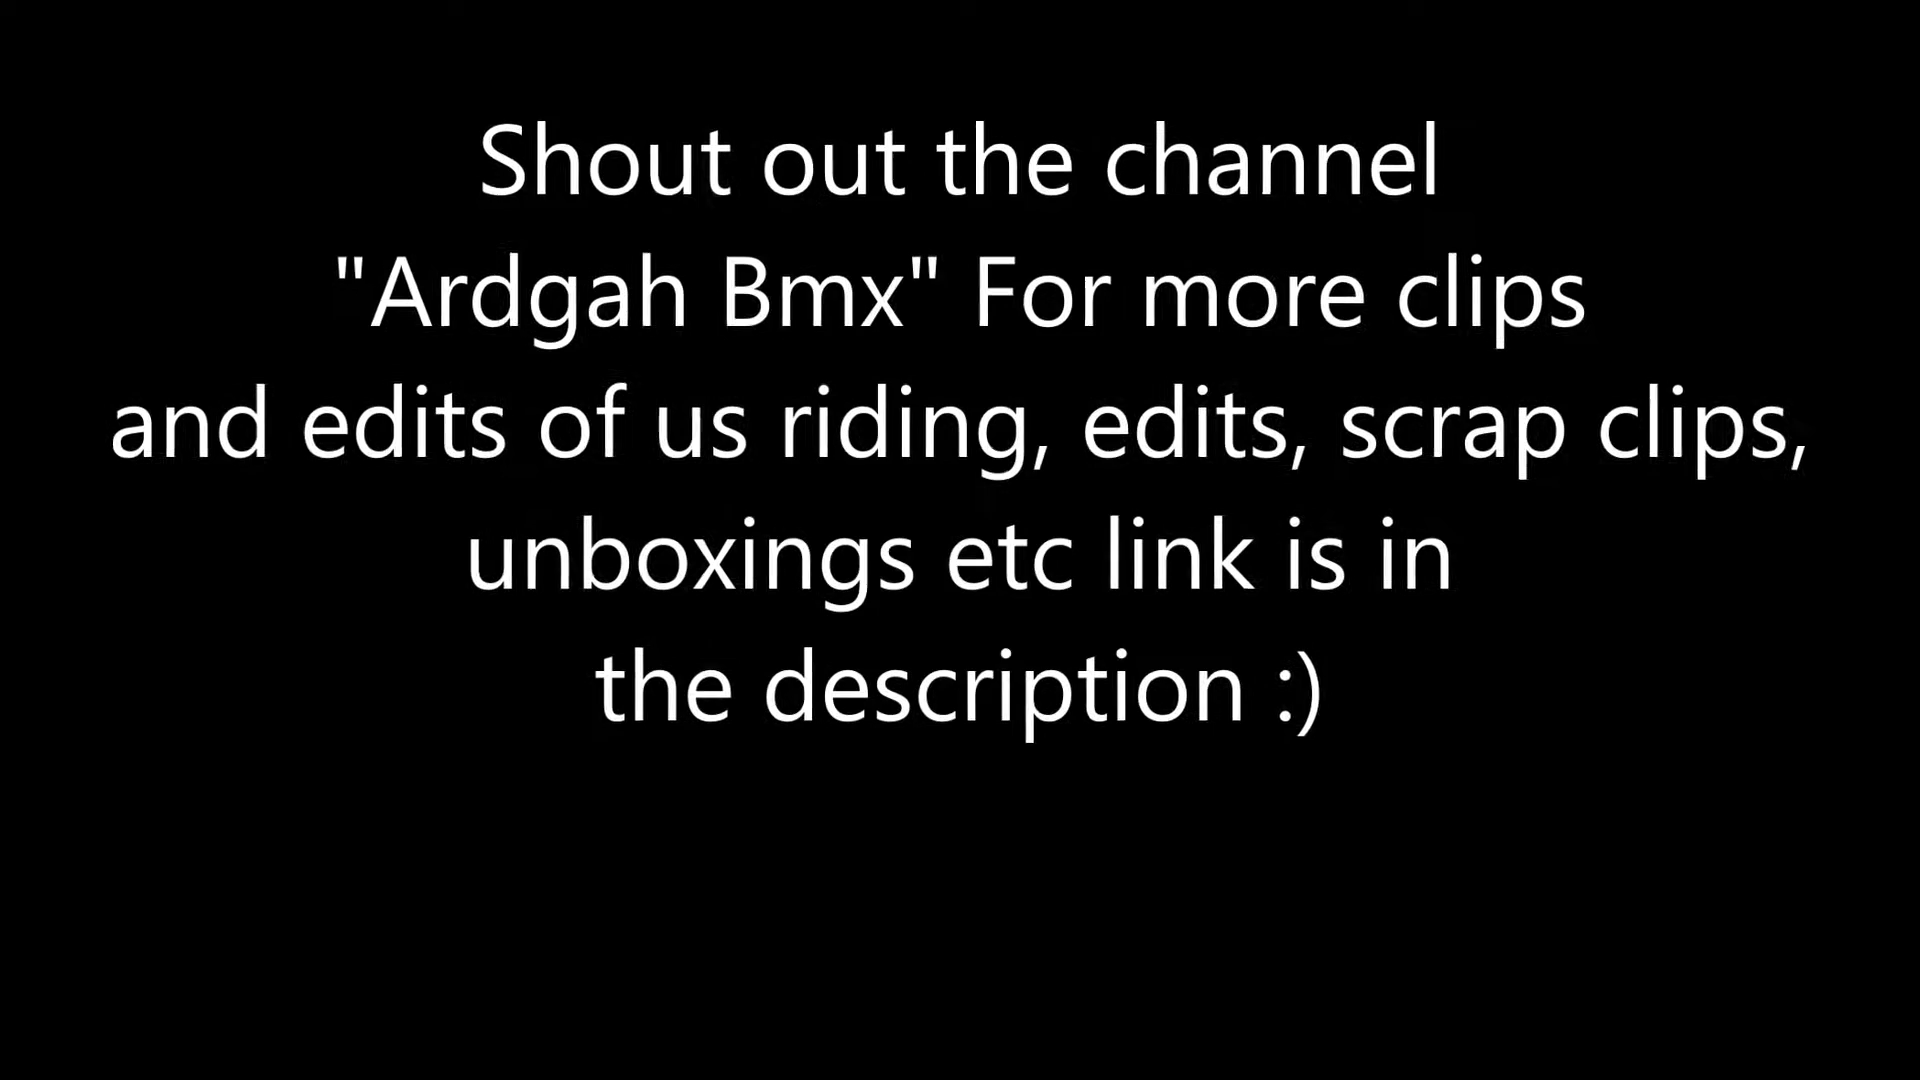 Shout out the channel
"Ardgah Bmx" For more clips
and edits of us riding, edits, scrap clips,
unboxings etc link is in
the description :)